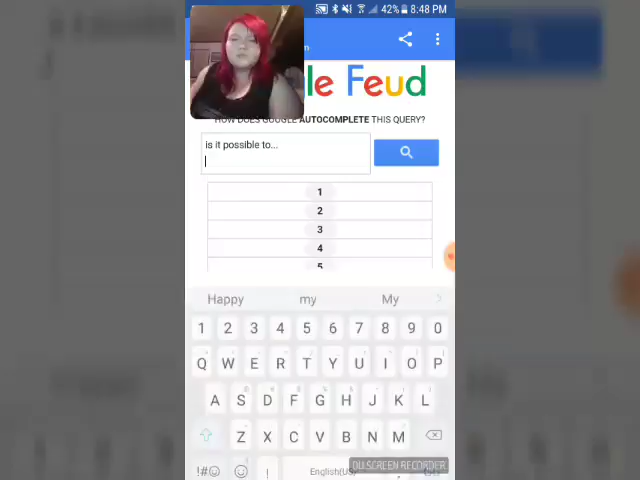 42% 8:48 PM
le Feud
HOW DOES GOOGLE AUTOCOMPLETE THIS QUERY?
is it possible to...
1
2
3
4
5
Happy my My
1 2 3 4 5 6 7 8 9 0
Q W E R T Y U I O P
A S D F G H J K L
Z X C V B N M
!#☺ ! English(US) .
DU SCREEN RECORDER